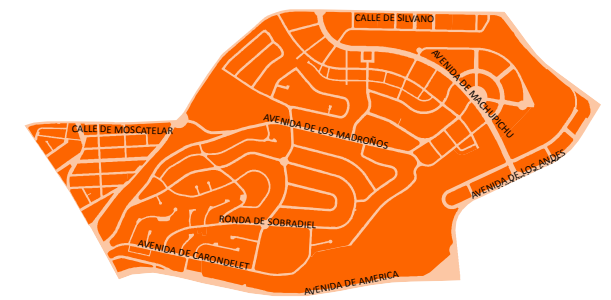 CALLE DE SILVANO
AVENIDA DE MACHUPICHU
CALLE DE MOSCATELAR
AVENIDA DE LOS MADROÑOS
AVENIDA DE LOS ANDES
RONDA DE SOBRADIEL
AVENIDA DE CARONDELET
AVENIDA DE AMERICA